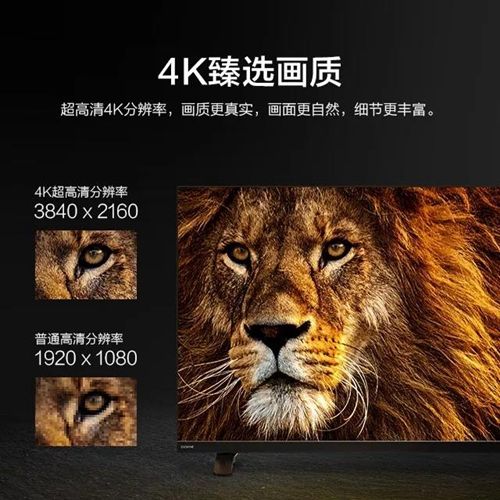 4K臻选画质
超高清4K分辨率，画质更真实，画面更自然，细节更丰富。
4K超高清分辨率
3840 x 2160
普通高清分辨率
1920 x 1080